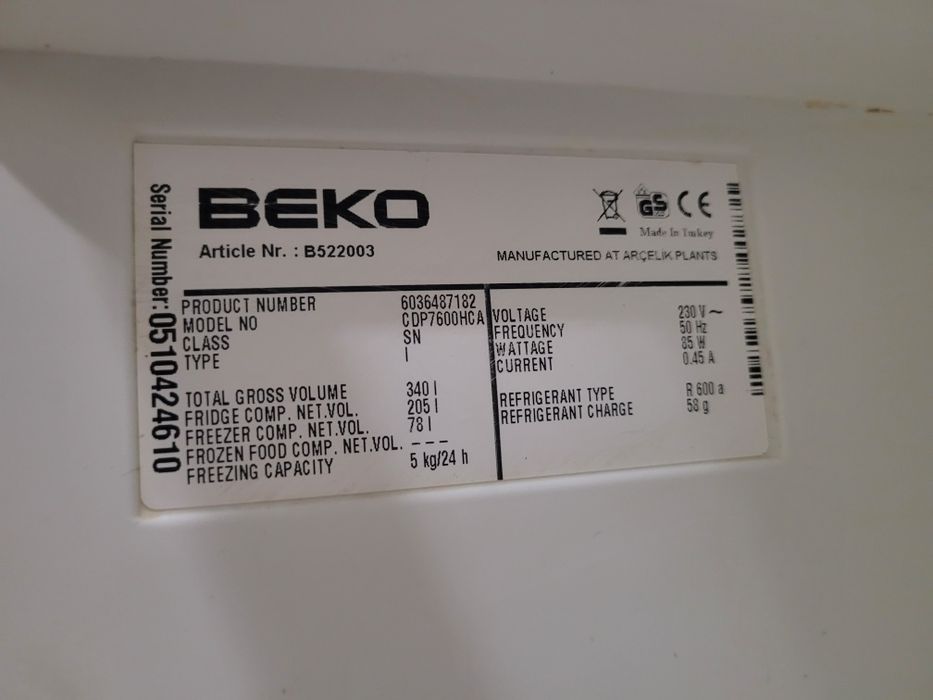 BEKO
Article Nr. : B522003
GS CE
Made In Turkey
MANUFACTURED AT ARÇELİK PLANTS
Serial Number: 0510424610
PRODUCT NUMBER 6036487182
MODEL NO CDP7600HCA
CLASS SN
TYPE I
TOTAL GROSS VOLUME 340 l
FRIDGE COMP. NET.VOL. 205 l
FREEZER COMP. NET.VOL. 78 l
FROZEN FOOD COMP. NET.VOL. - - -
FREEZING CAPACITY 5 kg/24 h
VOLTAGE 230 V ~
FREQUENCY 50 Hz
WATTAGE 85 W
CURRENT 0.45 A
REFRIGERANT TYPE R 600 a
REFRIGERANT CHARGE 58 g